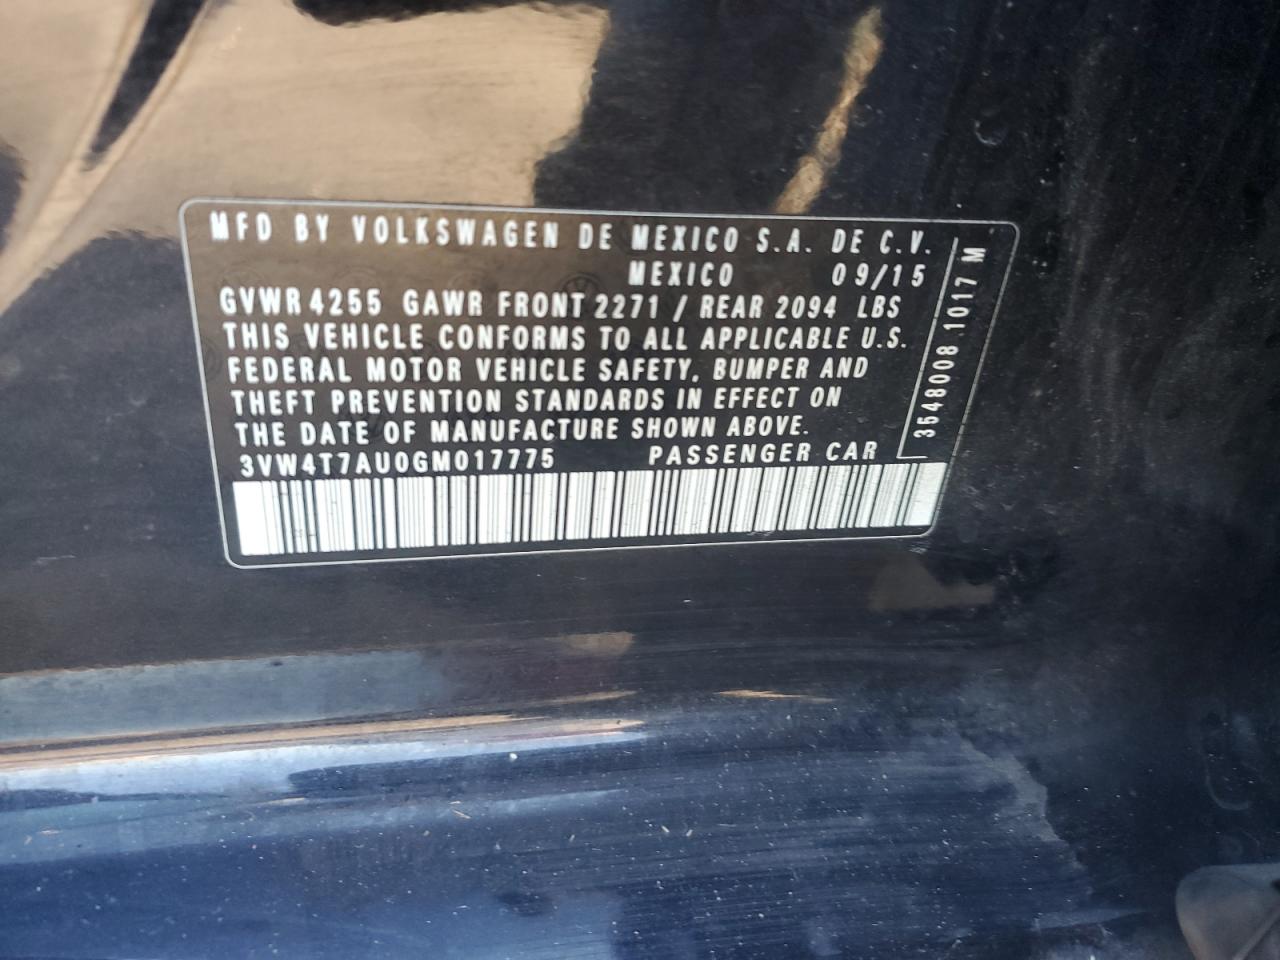 MFD BY VOLKSWAGEN DE MEXICO S.A. DE C.V.
MEXICO 09/15
GVWR 4255 GAWR FRONT 2271 / REAR 2094 LBS
THIS VEHICLE CONFORMS TO ALL APPLICABLE U.S.
FEDERAL MOTOR VEHICLE SAFETY, BUMPER AND
THEFT PREVENTION STANDARDS IN EFFECT ON
THE DATE OF MANUFACTURE SHOWN ABOVE.
3VW4T7AU0GM017775 PASSENGER CAR
3548008 1017 M